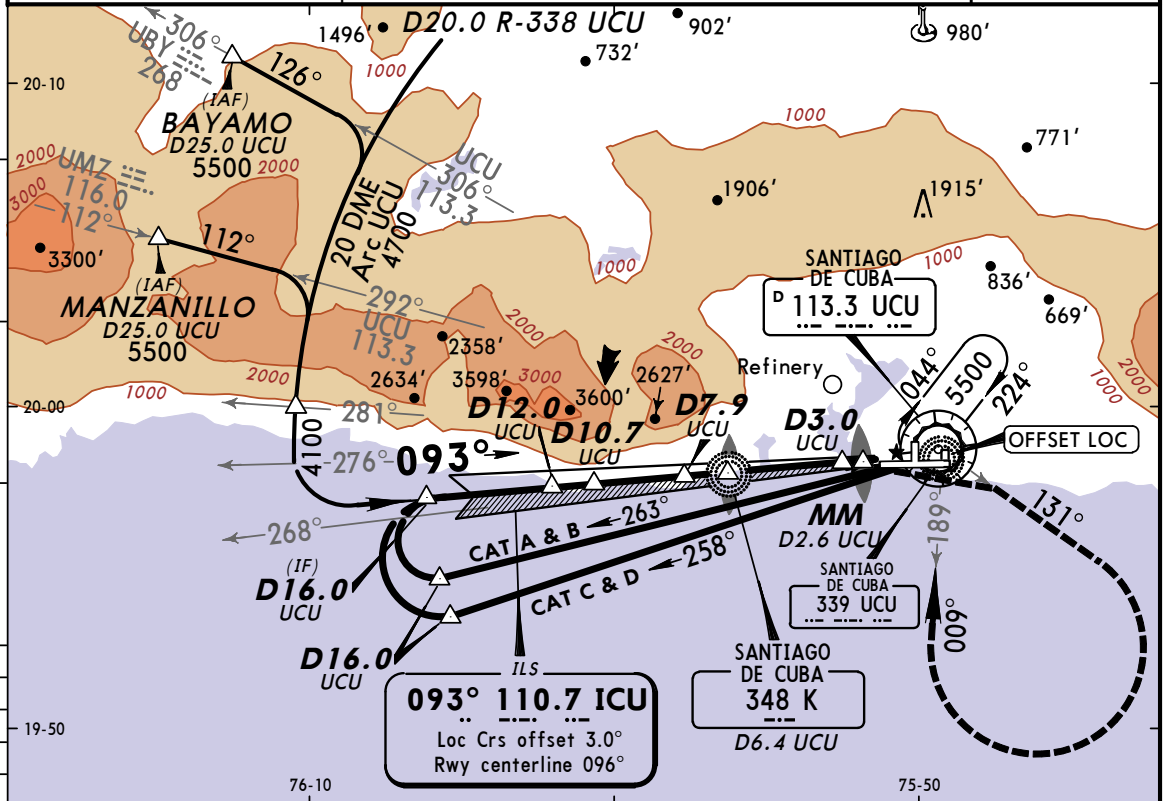 D20.0 R-338 UCU
1496'
902'
980'
732'
306°
UBY
268
126°
1000
20-10
(IAF)
BAYAMO
D25.0 UCU
5500
1000
771'
2000
UMZ
116.0
112°
2000
3000
UCU
306°
113.3
1906'
1915'
112°
20 DME
Arc UCU
4700
3300'
SANTIAGO
DE CUBA
D 113.3 UCU
1000
1000
836'
669'
(IAF)
MANZANILLO
D25.0 UCU
5500
292°
UCU
113.3
2000
2358'
2000
2000
1000
Refinery
044°
5500
224°
1000
2000
2634'
3598'
3000
3600'
2627'
20-00
281°
D12.0
UCU
D10.7
UCU
D7.9
UCU
D3.0
UCU
OFFSET LOC
4100
276°
093°
268°
263°
CAT A & B
258°
CAT C & D
MM
D2.6 UCU
189°
131°
(IF)
D16.0
UCU
SANTIAGO
DE CUBA
339 UCU
009°
D16.0
UCU
ILS
093° 110.7 ICU
Loc Crs offset 3.0°
Rwy centerline 096°
SANTIAGO
DE CUBA
348 K
D6.4 UCU
19-50
76-10
75-50